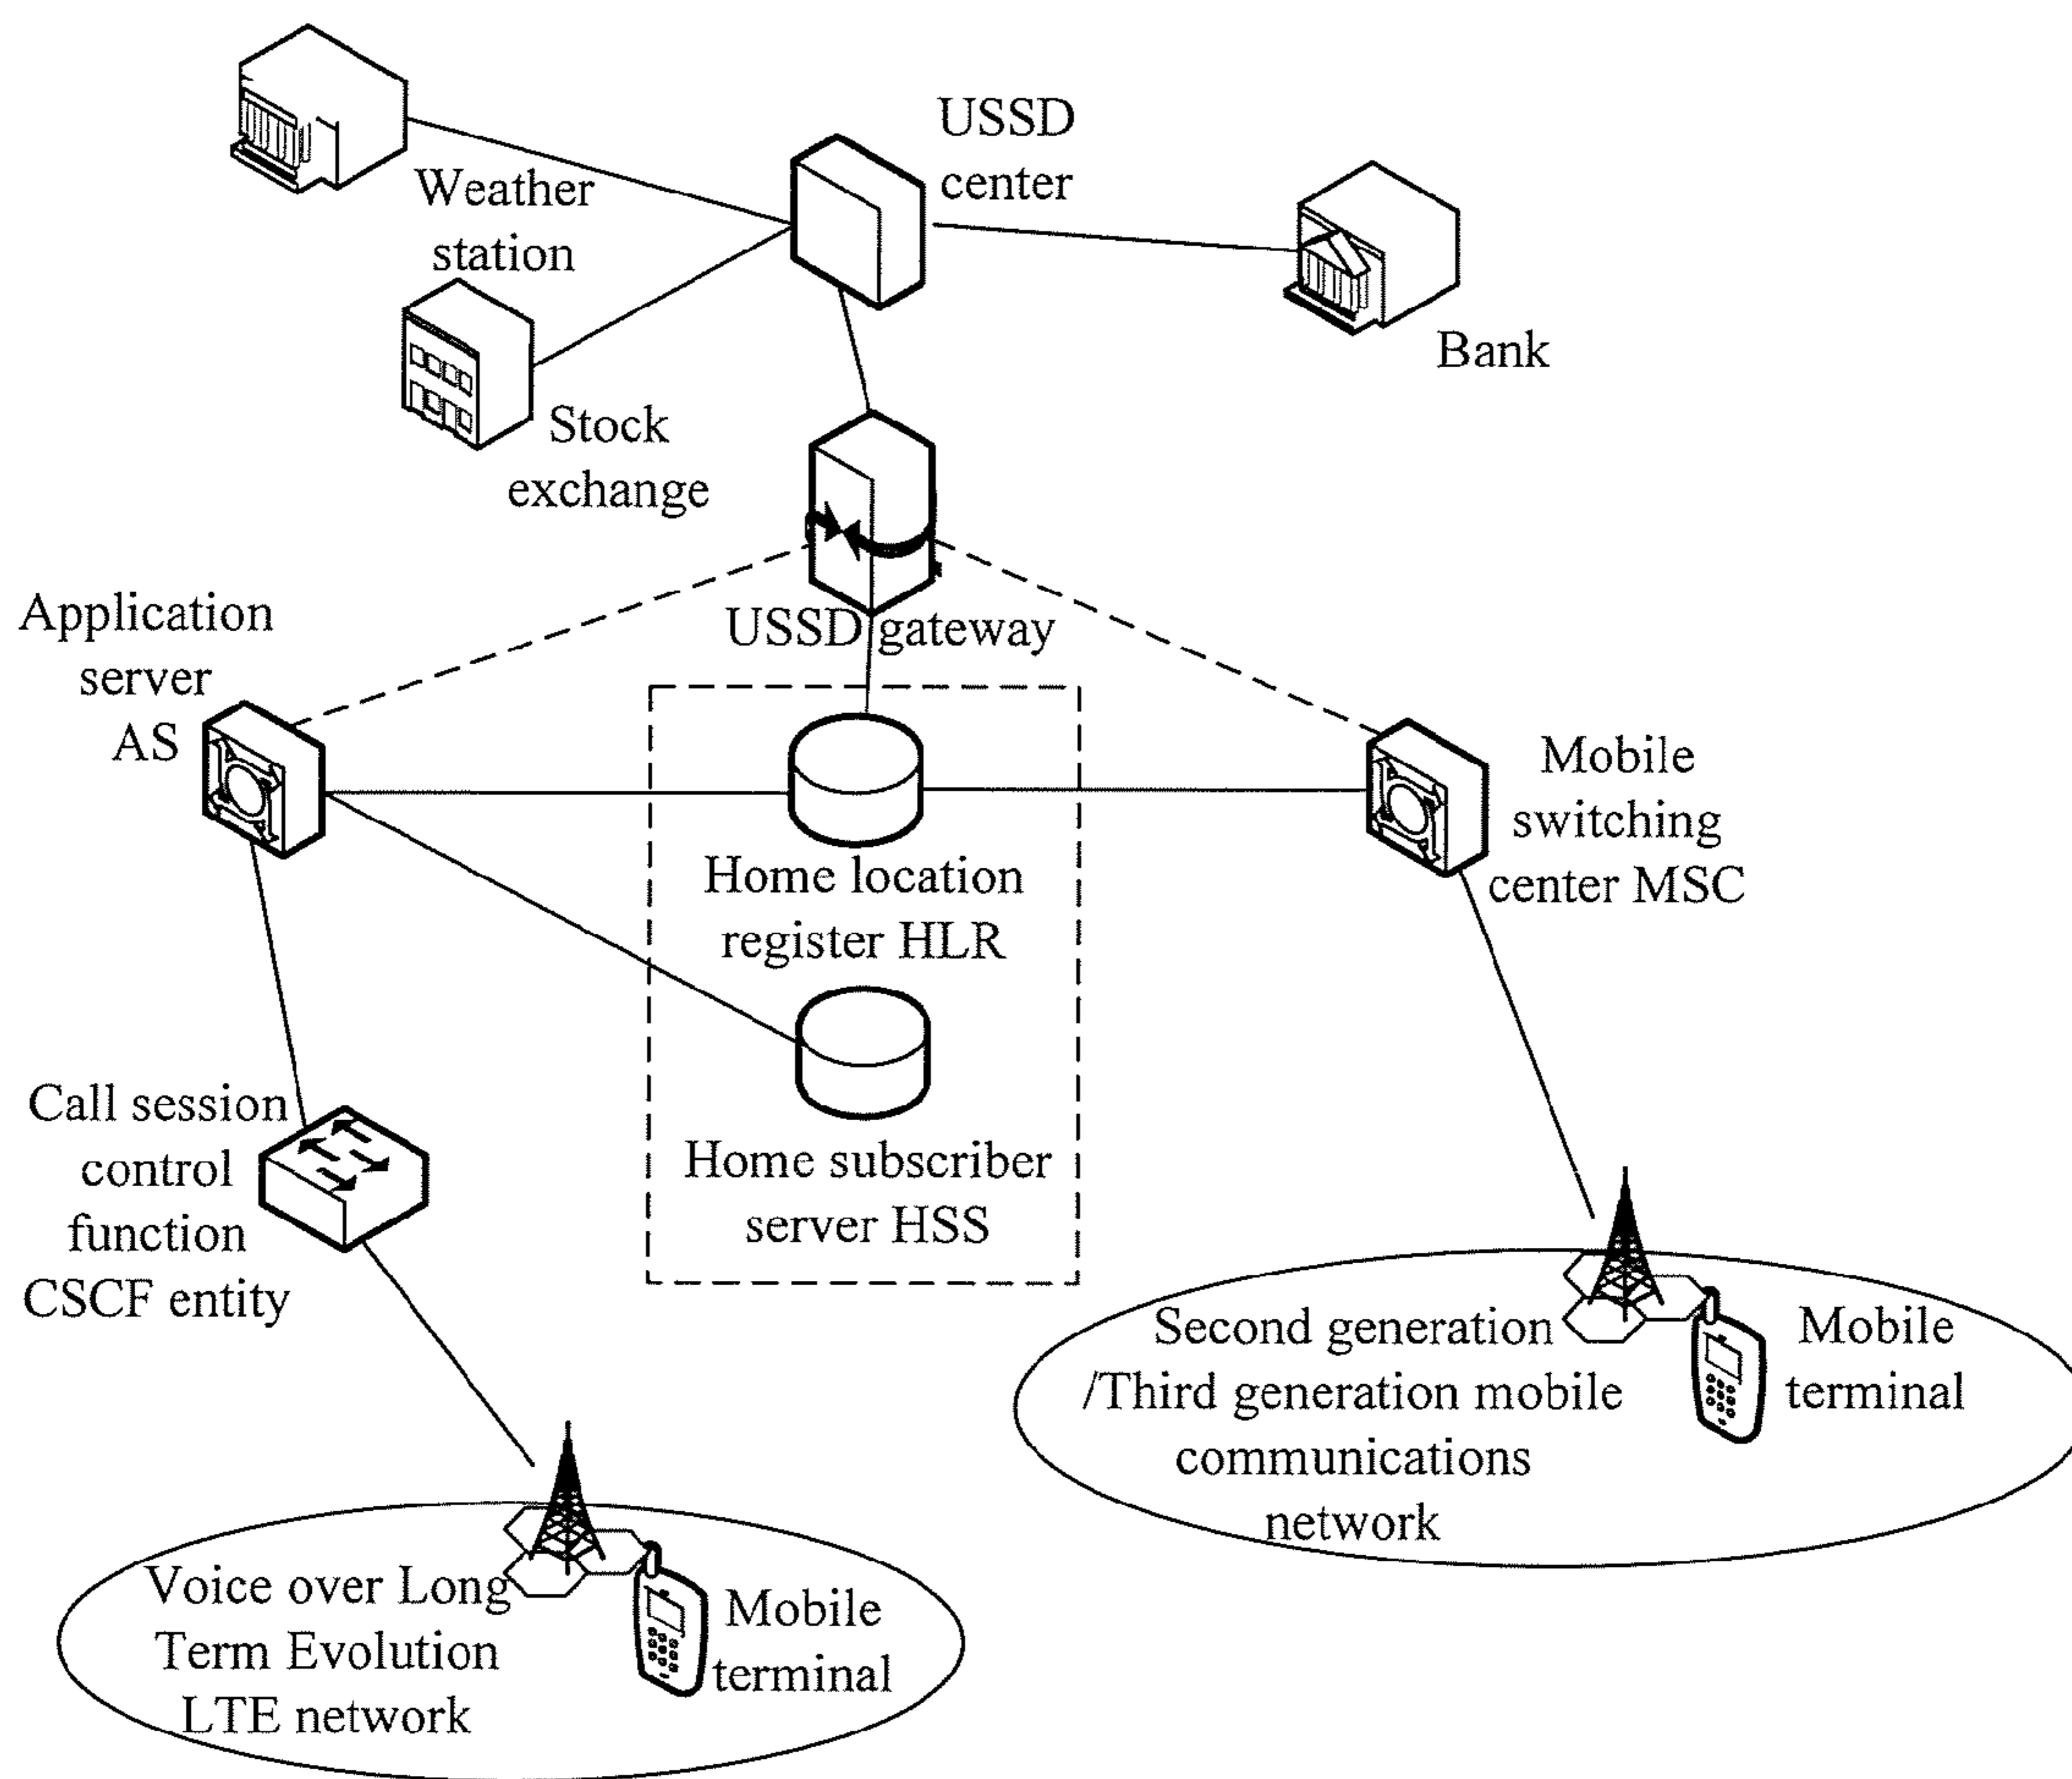 USSD
center
Weather
station
Bank
Stock
exchange
USSD gateway
Application
server
AS
Mobile
switching
center MSC
Home location
register HLR
Home subscriber
server HSS
Call session
control
function
CSCF entity
Second generation
/Third generation mobile
communications
network
Mobile
terminal
Voice over Long
Term Evolution
LTE network
Mobile
terminal